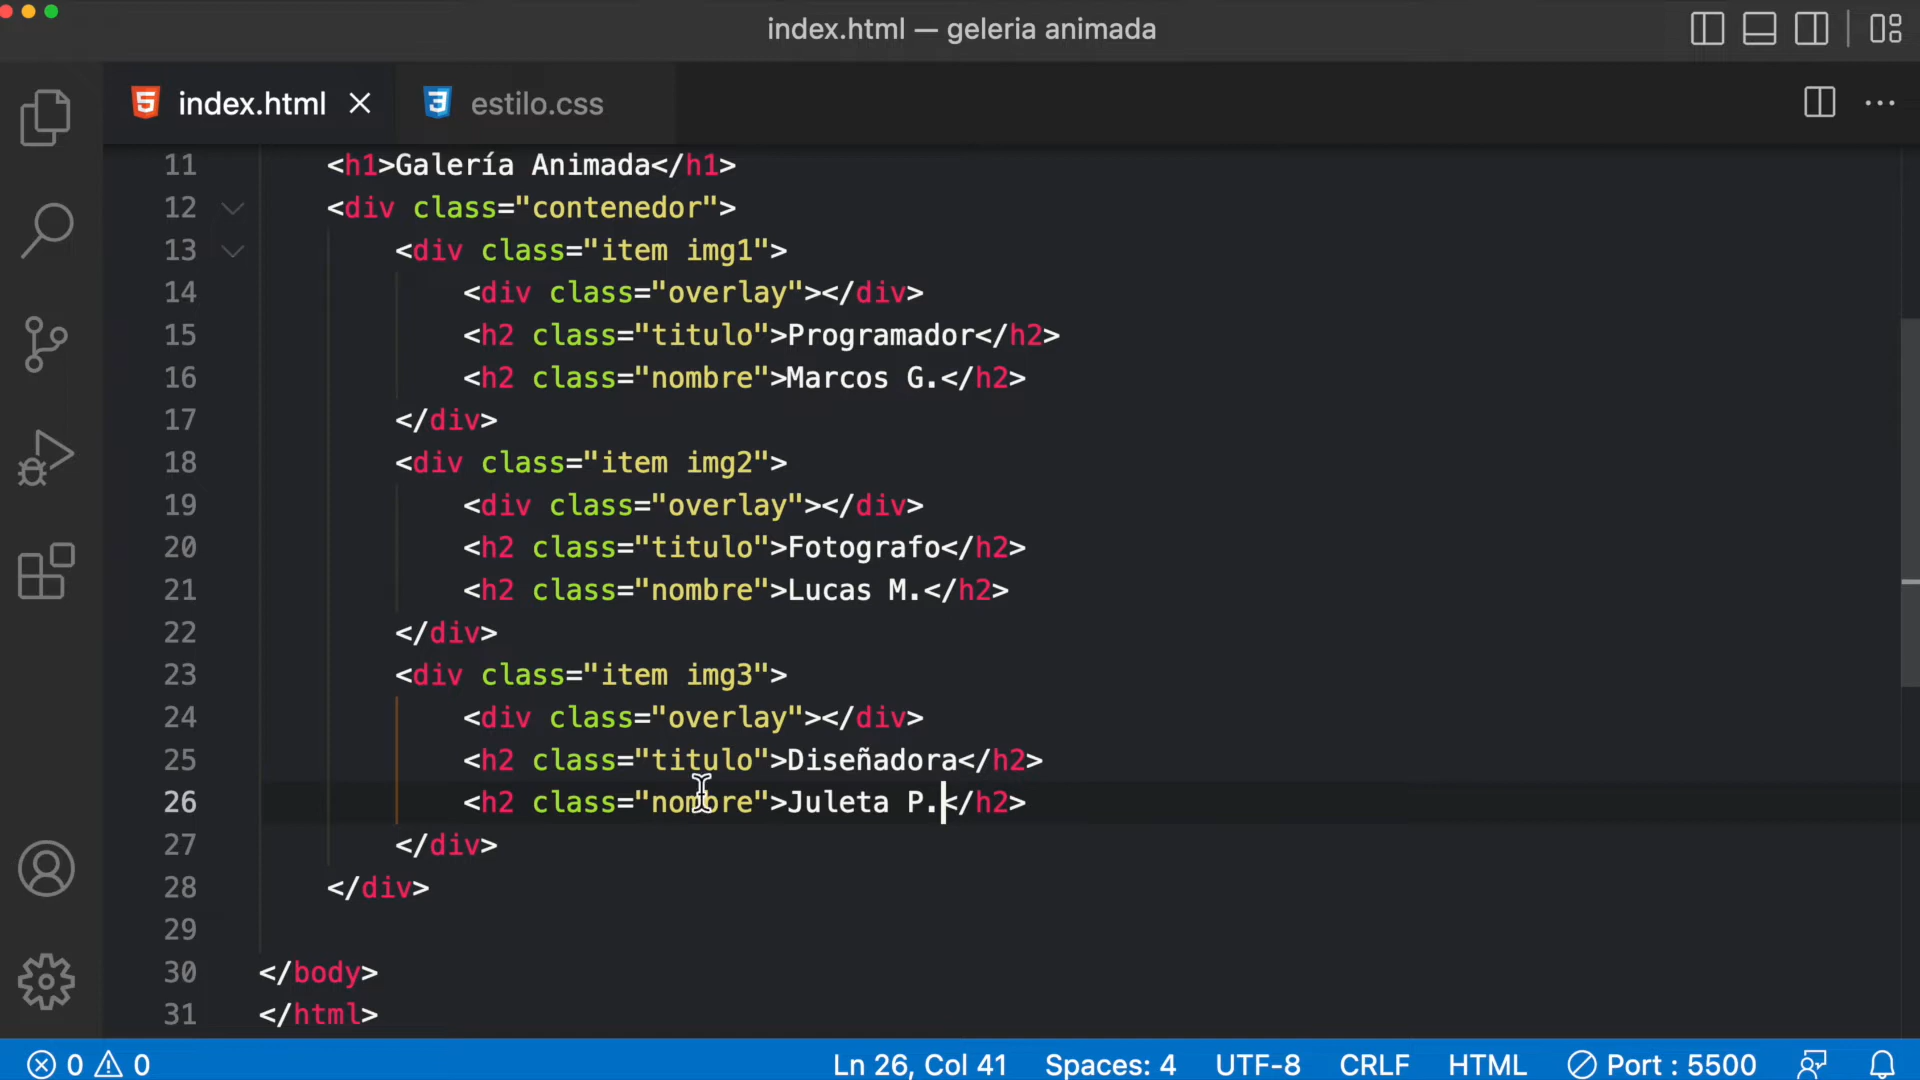 index.html — geleria animada
index.html estilo.css
11 <h1>Galería Animada</h1>
12 <div class="contenedor">
13 <div class="item img1">
14 <div class="overlay"></div>
15 <h2 class="titulo">Programador</h2>
16 <h2 class="nombre">Marcos G.</h2>
17 </div>
18 <div class="item img2">
19 <div class="overlay"></div>
20 <h2 class="titulo">Fotografo</h2>
21 <h2 class="nombre">Lucas M.</h2>
22 </div>
23 <div class="item img3">
24 <div class="overlay"></div>
25 <h2 class="titulo">Diseñadora</h2>
26 <h2 class="nombre">Juleta P.</h2>
27 </div>
28 </div>
29
30 </body>
31 </html>
0 0 Ln 26, Col 41 Spaces: 4 UTF-8 CRLF HTML Port : 5500